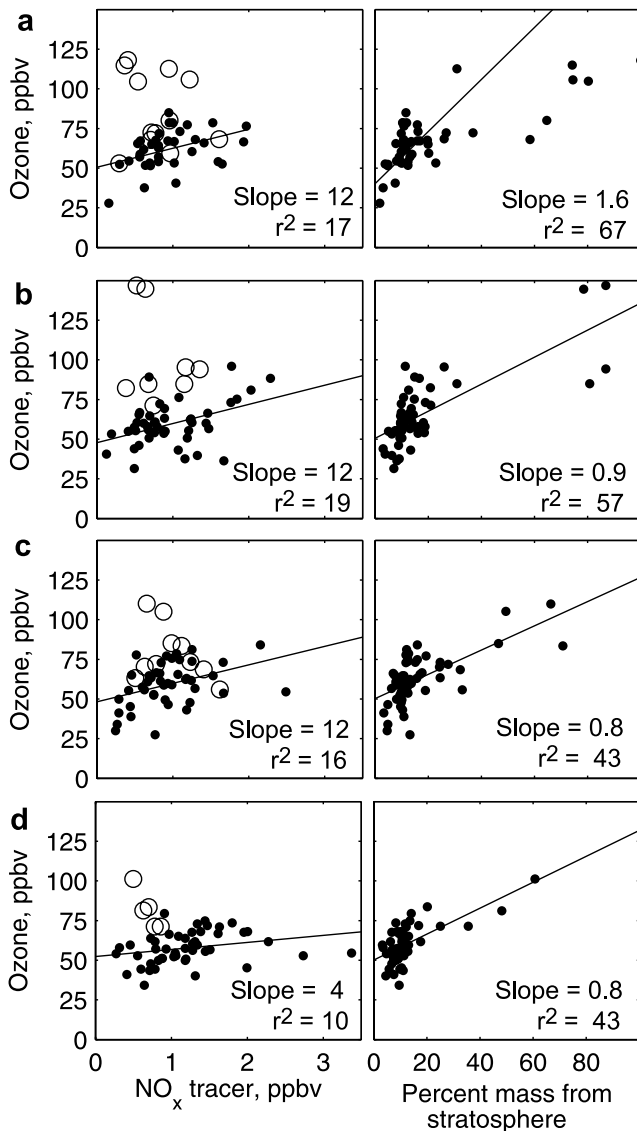 a
Ozone, ppbv
125
100
75
50
25
0
Slope = 12
r2 = 17
Slope = 1.6
r2 = 67
b
Ozone, ppbv
125
100
75
50
25
0
Slope = 12
r2 = 19
Slope = 0.9
r2 = 57
c
Ozone, ppbv
125
100
75
50
25
0
Slope = 12
r2 = 16
Slope = 0.8
r2 = 43
d
Ozone, ppbv
125
100
75
50
25
0
Slope = 4
r2 = 10
Slope = 0.8
r2 = 43
0 1 2 3
0 20 40 60 80
NOx tracer, ppbv
Percent mass from
stratosphere